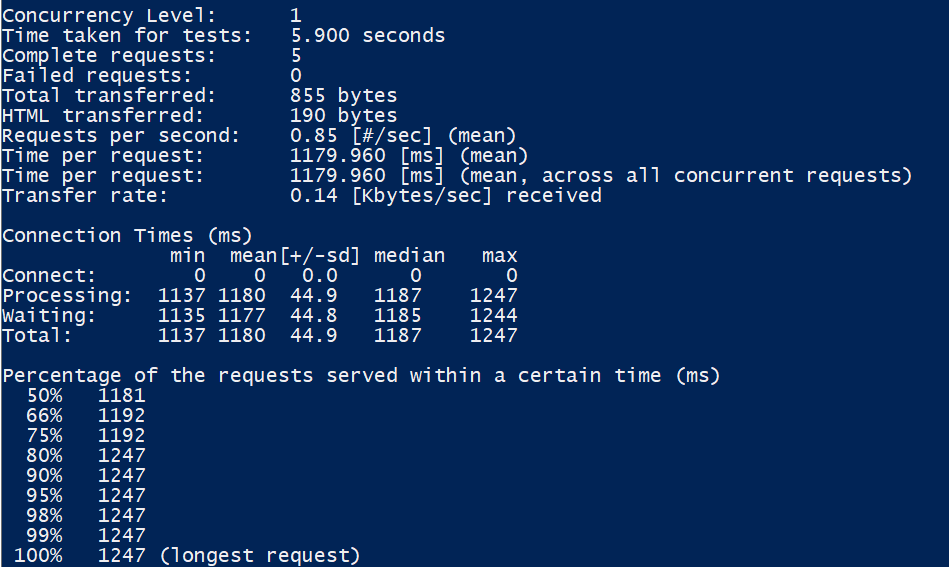 Concurrency Level:      1
Time taken for tests:   5.900 seconds
Complete requests:      5
Failed requests:        0
Total transferred:      855 bytes
HTML transferred:       190 bytes
Requests per second:    0.85 [#/sec] (mean)
Time per request:       1179.960 [ms] (mean)
Time per request:       1179.960 [ms] (mean, across all concurrent requests)
Transfer rate:          0.14 [Kbytes/sec] received

Connection Times (ms)
              min  mean[+/-sd] median   max
Connect:        0    0   0.0      0       0
Processing:  1137 1180  44.9   1187    1247
Waiting:     1135 1177  44.8   1185    1244
Total:       1137 1180  44.9   1187    1247

Percentage of the requests served within a certain time (ms)
  50%   1181
  66%   1192
  75%   1192
  80%   1247
  90%   1247
  95%   1247
  98%   1247
  99%   1247
 100%   1247 (longest request)